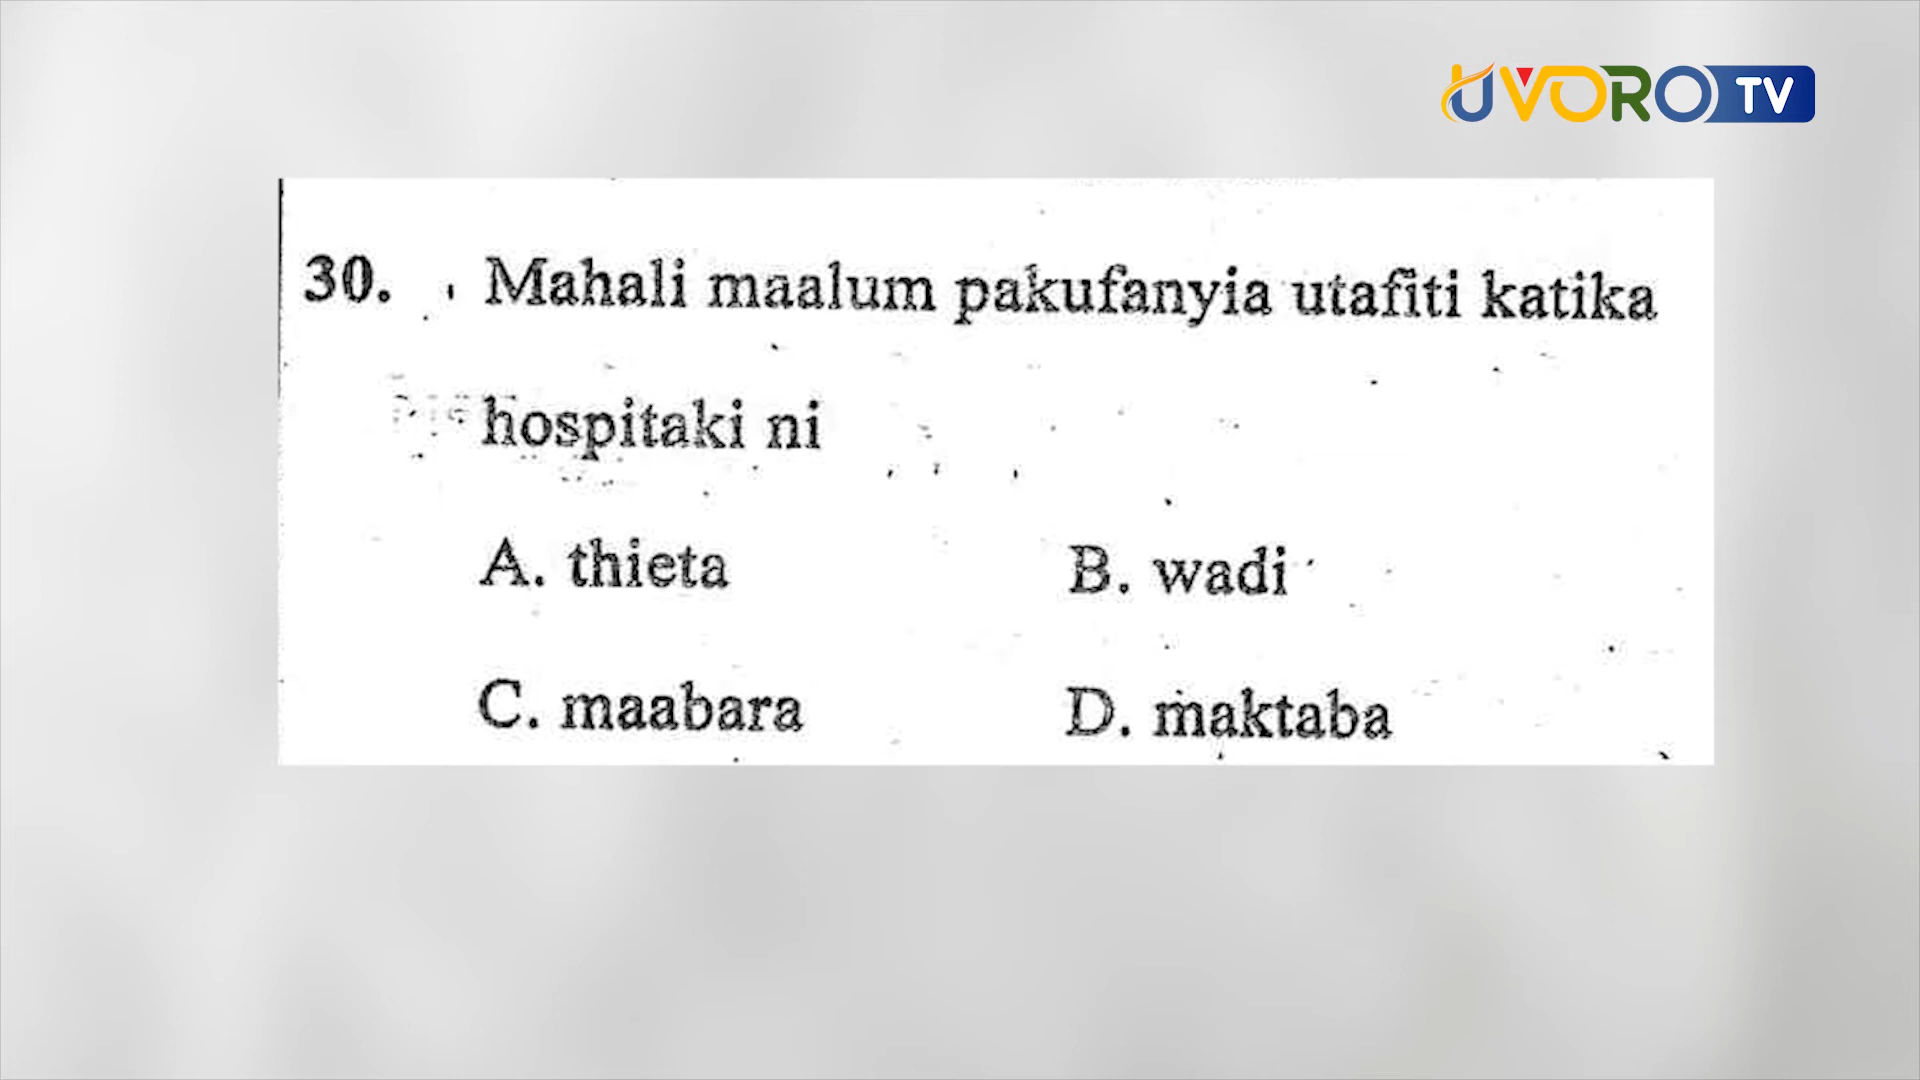 UVORO TV
30. Mahali maalum pakufanyia utafiti katika
hospitaki ni
A. thieta B. wadi
C. maabara D. maktaba